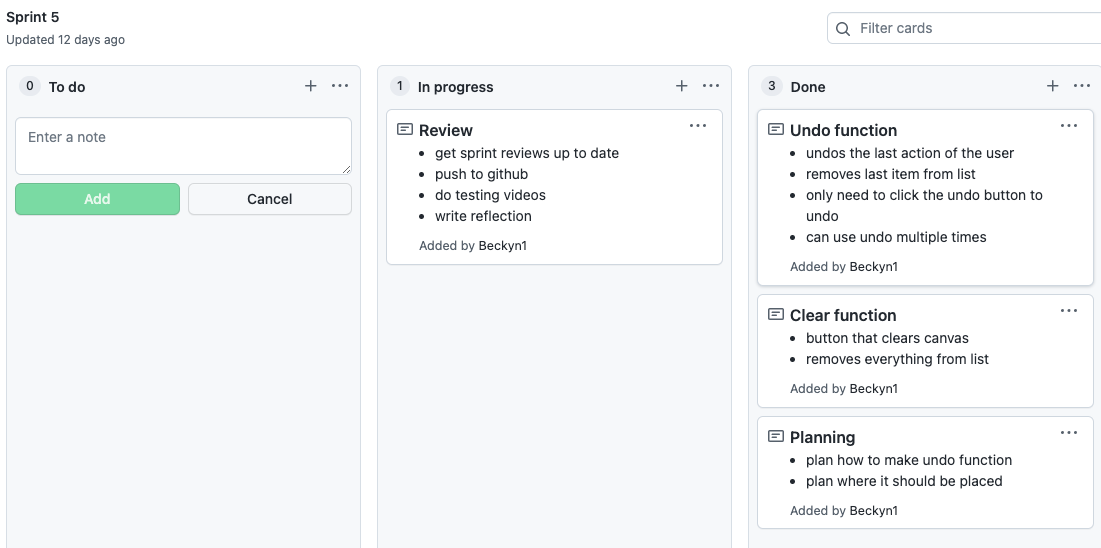 Sprint 5
Updated 12 days ago
Filter cards
0 To do
Enter a note
Add
Cancel
1 In progress
Review
get sprint reviews up to date
push to github
do testing videos
write reflection
Added by Beckyn1
3 Done
Undo function
undos the last action of the user
removes last item from list
only need to click the undo button to
undo
can use undo multiple times
Added by Beckyn1
Clear function
button that clears canvas
removes everything from list
Added by Beckyn1
Planning
plan how to make undo function
plan where it should be placed
Added by Beckyn1